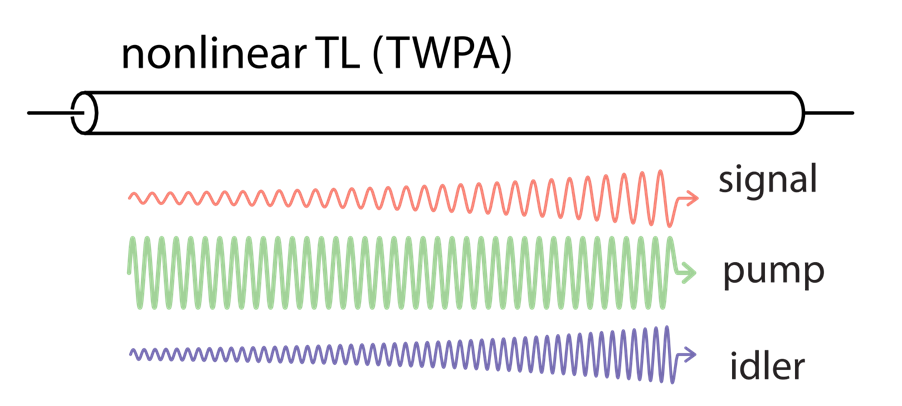 nonlinear TL (TWPA)
signal
pump
idler